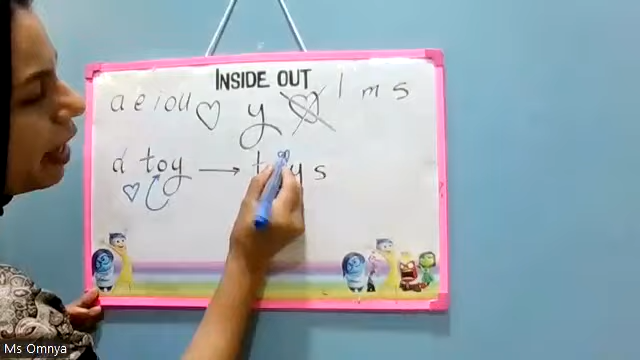 INSIDE OUT
a e i o u y l m s
a toy → toys
Ms Omnya